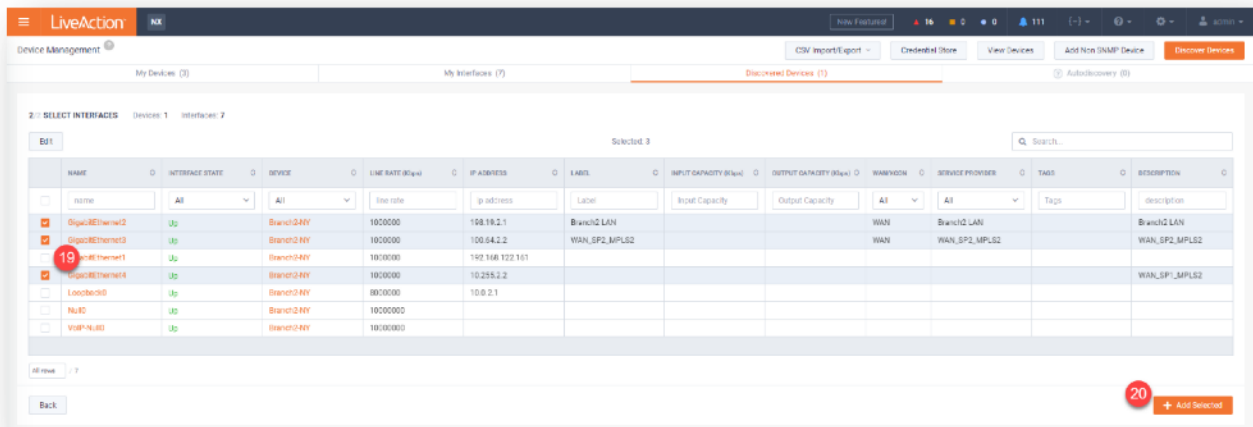 LiveAction NX New Features! 16 0 0 111 {-} admin
Device Management CSV Import/Export Credential Store View Devices Add Non SNMP Device Discover Devices
My Devices (3) My Interfaces (7) Discovered Devices (1) Autodiscovery (0)
2/2 SELECT INTERFACES Devices: 1 Interfaces: 7
Edit Selected: 3 Search...
NAME INTERFACE STATE DEVICE LINE RATE (Kbps) IP ADDRESS LABEL INPUT CAPACITY (Kbps) OUTPUT CAPACITY (Kbps) WAN/XCON SERVICE PROVIDER TAGS DESCRIPTION
name All All line rate ip address Label Input Capacity Output Capacity All All Tags description
GigabitEthernet2 Up Branch2-NY 1000000 198.19.2.1 Branch2 LAN WAN Branch2 LAN Branch2 LAN
GigabitEthernet3 Up Branch2-NY 1000000 100.64.2.2 WAN_SP2_MPLS2 WAN WAN_SP2_MPLS2 WAN_SP2_MPLS2
19 Up Branch2-NY 1000000 192.168.122.161
GigabitEthernet4 Up Branch2-NY 1000000 10.255.2.2 WAN_SP1_MPLS2
Loopback0 Up Branch2-NY 8000000 10.0.2.1
Null0 Up Branch2-NY 10000000
VoIP-Null0 Up Branch2-NY 10000000
All rows / 7
Back 20 + Add Selected